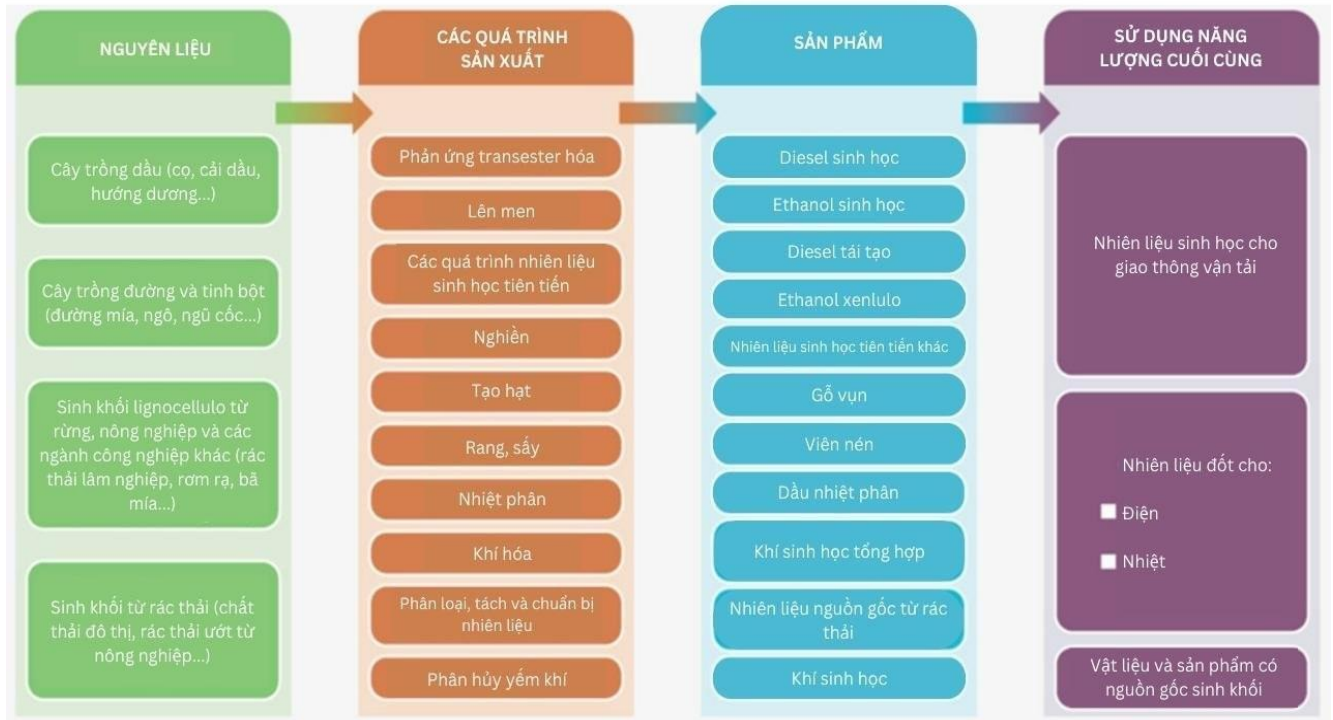 NGUYÊN LIỆU
Cây trồng dầu (cọ, cải dầu,
hướng dương...)
Cây trồng đường và tinh bột
(đường mía, ngô, ngũ cốc...)
Sinh khối lignocellulo từ
rừng, nông nghiệp và các
ngành công nghiệp khác (rác
thải lâm nghiệp, rơm rạ, bã
mía...)
Sinh khối từ rác thải (chất
thải đô thị, rác thải ướt từ
nông nghiệp...)
CÁC QUÁ TRÌNH
SẢN XUẤT
Phản ứng transester hóa
Lên men
Các quá trình nhiên liệu
sinh học tiên tiến
Nghiền
Tạo hạt
Rang, sấy
Nhiệt phân
Khí hóa
Phân loại, tách và chuẩn bị
nhiên liệu
Phân hủy yếm khí
SẢN PHẨM
Diesel sinh học
Ethanol sinh học
Diesel tái tạo
Ethanol xenlulo
Nhiên liệu sinh học tiên tiến khác
Gỗ vụn
Viên nén
Dầu nhiệt phân
Khí sinh học tổng hợp
Nhiên liệu nguồn gốc từ rác
thải
Khí sinh học
SỬ DỤNG NĂNG
LƯỢNG CUỐI CÙNG
Nhiên liệu sinh học cho
giao thông vận tải
Nhiên liệu đốt cho:
Điện
Nhiệt
Vật liệu và sản phẩm có
nguồn gốc sinh khối